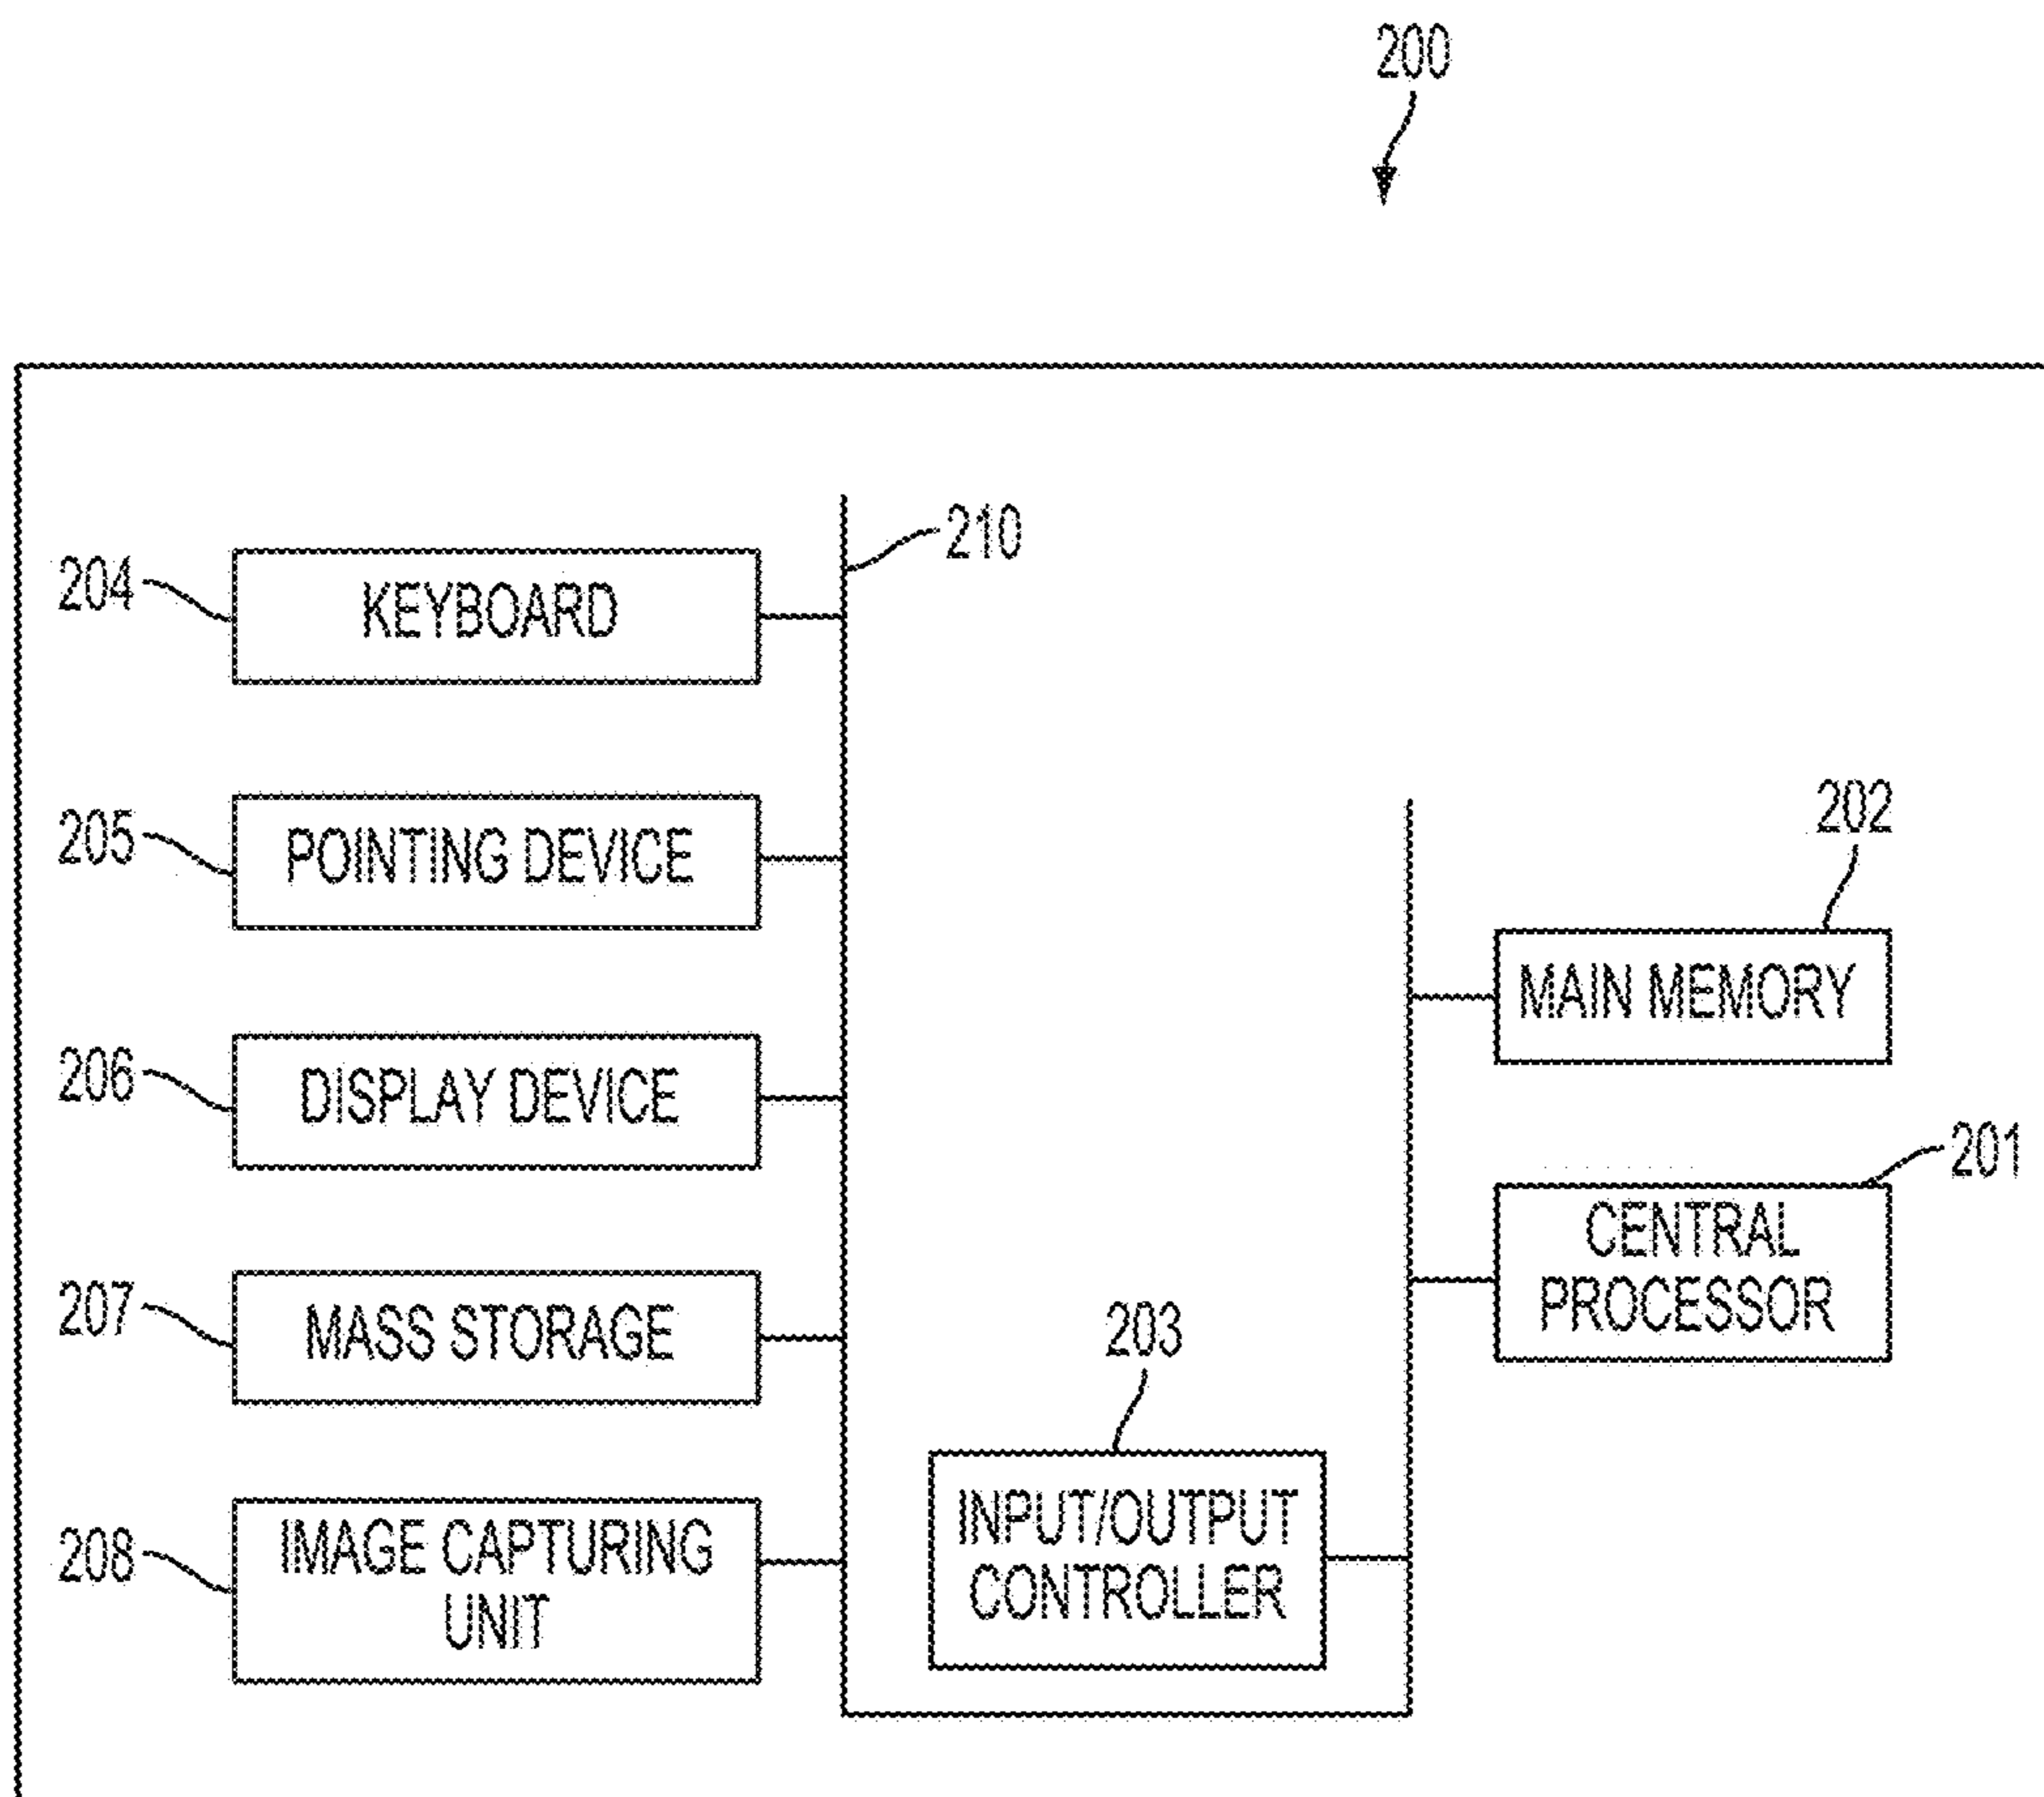 200
210
204
KEYBOARD
205
POINTING DEVICE
202
MAIN MEMORY
206
DISPLAY DEVICE
201
CENTRAL
PROCESSOR
207
MASS STORAGE
203
INPUT/OUTPUT
CONTROLLER
208
IMAGE CAPTURING
UNIT